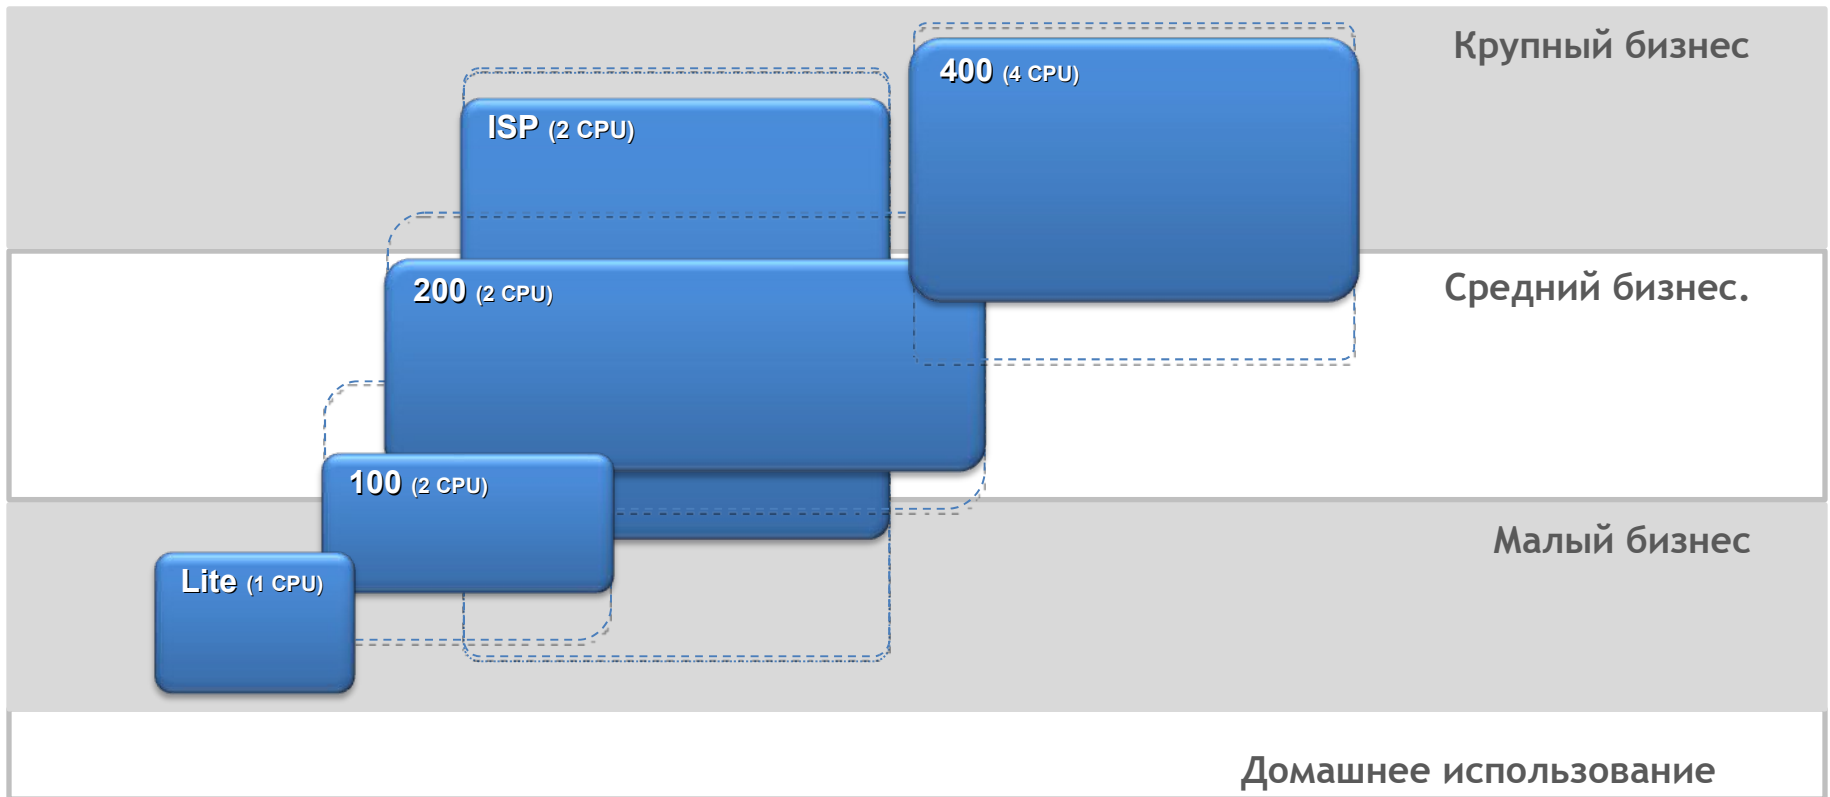 Крупный бизнес
400 (4 CPU)
ISP (2 CPU)
Средний бизнес.
200 (2 CPU)
100 (2 CPU)
Малый бизнес
Lite (1 CPU)
Домашнее использование